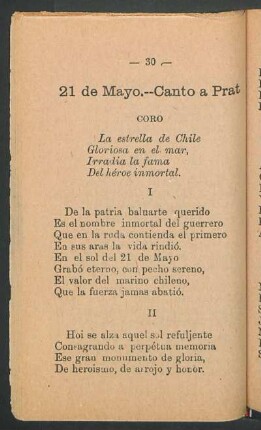 — 30 —
21 de Mayo.--Canto a Prat
CORO
La estrella de Chile
Gloriosa en el mar,
Irradia la fama
Del héroe inmortal.
I
De la patria baluarte querido
Es el nombre inmortal del guerrero
Que en la ruda contienda el primero
En sus aras la vida rindió.
En el sol del 21 de Mayo
Grabó eterno, con pecho sereno,
El valor del marino chileno,
Que la fuerza jamas abatió.
II
Hoi se alza aquel sol refuljente
Consagrando a perpétua memoria
Ese gran monumento de gloria,
De heroismo, de arrojo y honor.